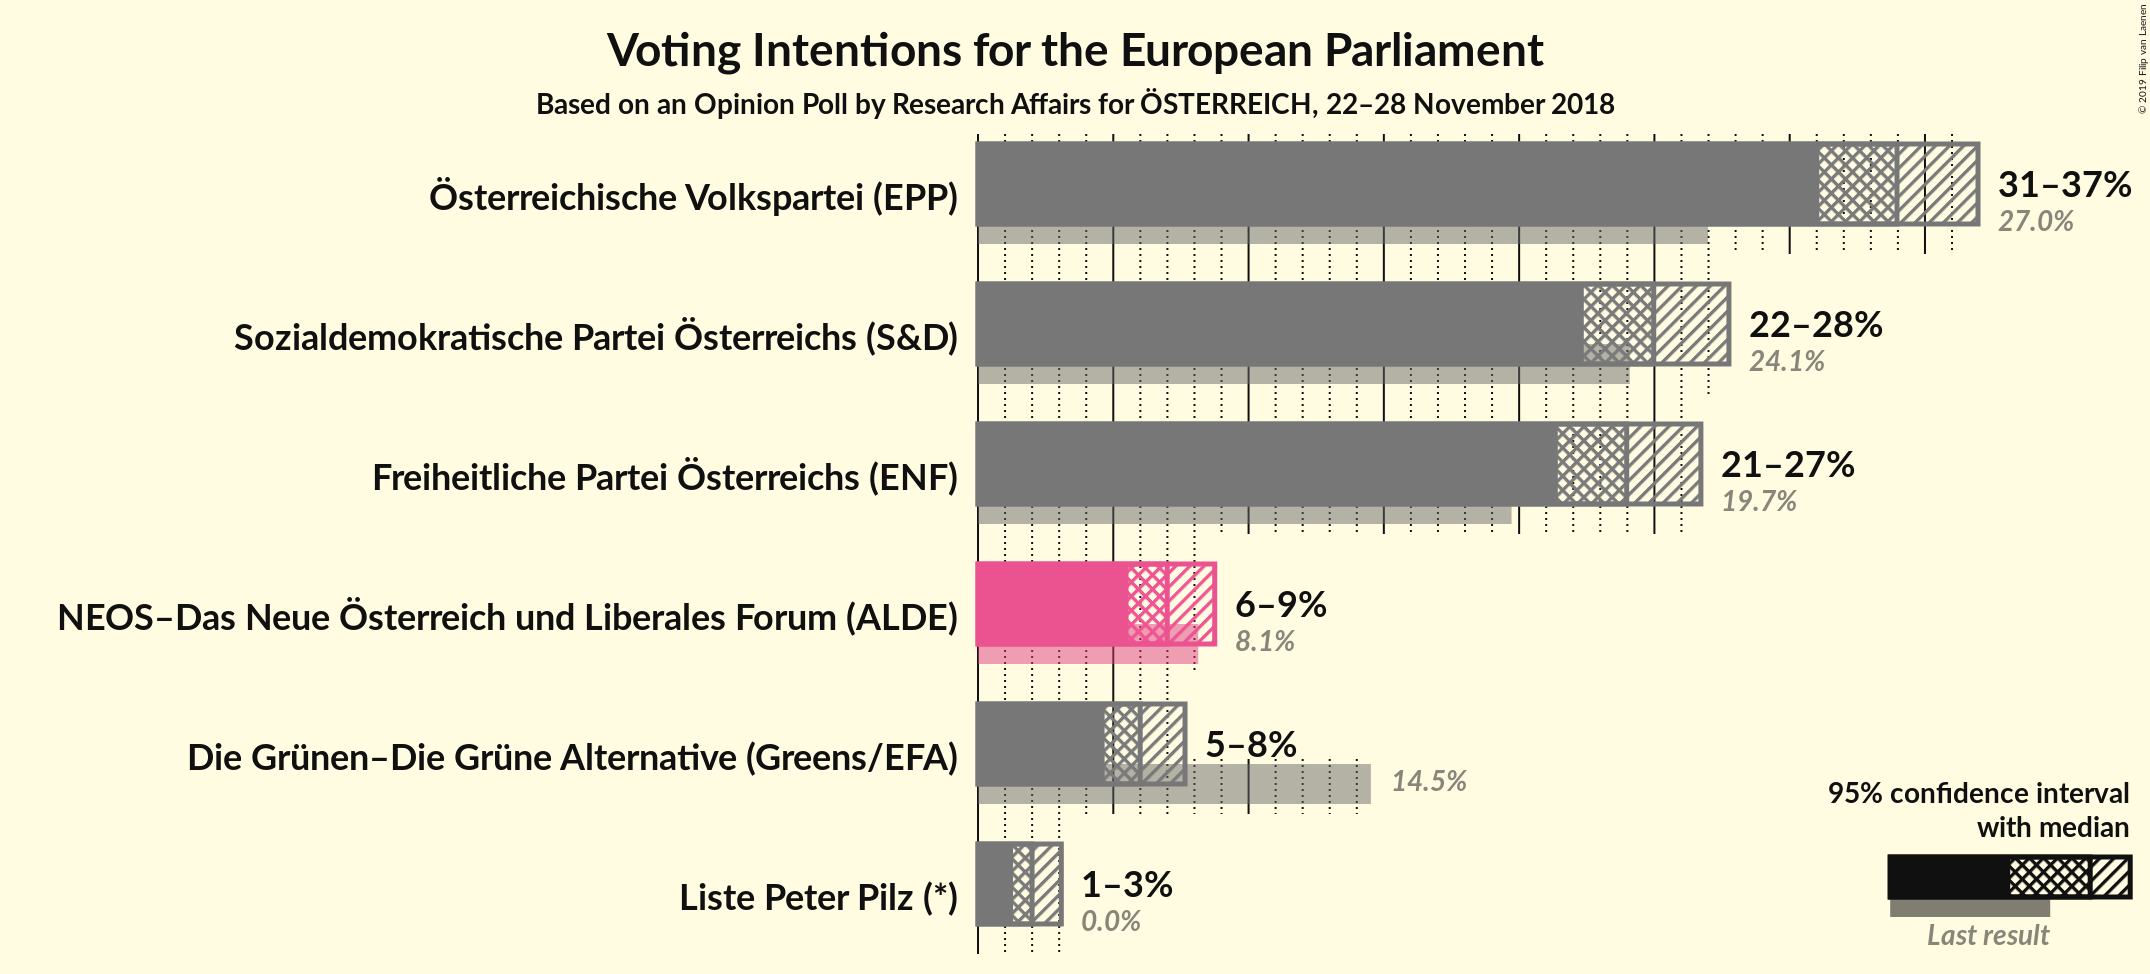 Voting Intentions for the European Parliament
Based on an Opinion Poll by Research Affairs for ÖSTERREICH, 22–28 November 2018
© 2019 Filip van Laenen
Österreichische Volkspartei (EPP)
31–37%
27.0%
Sozialdemokratische Partei Österreichs (S&D)
22–28%
24.1%
Freiheitliche Partei Österreichs (ENF)
21–27%
19.7%
NEOS–Das Neue Österreich und Liberales Forum (ALDE)
6–9%
8.1%
Die Grünen–Die Grüne Alternative (Greens/EFA)
5–8%
14.5%
Liste Peter Pilz (*)
1–3%
0.0%
95% confidence interval
with median
Last result